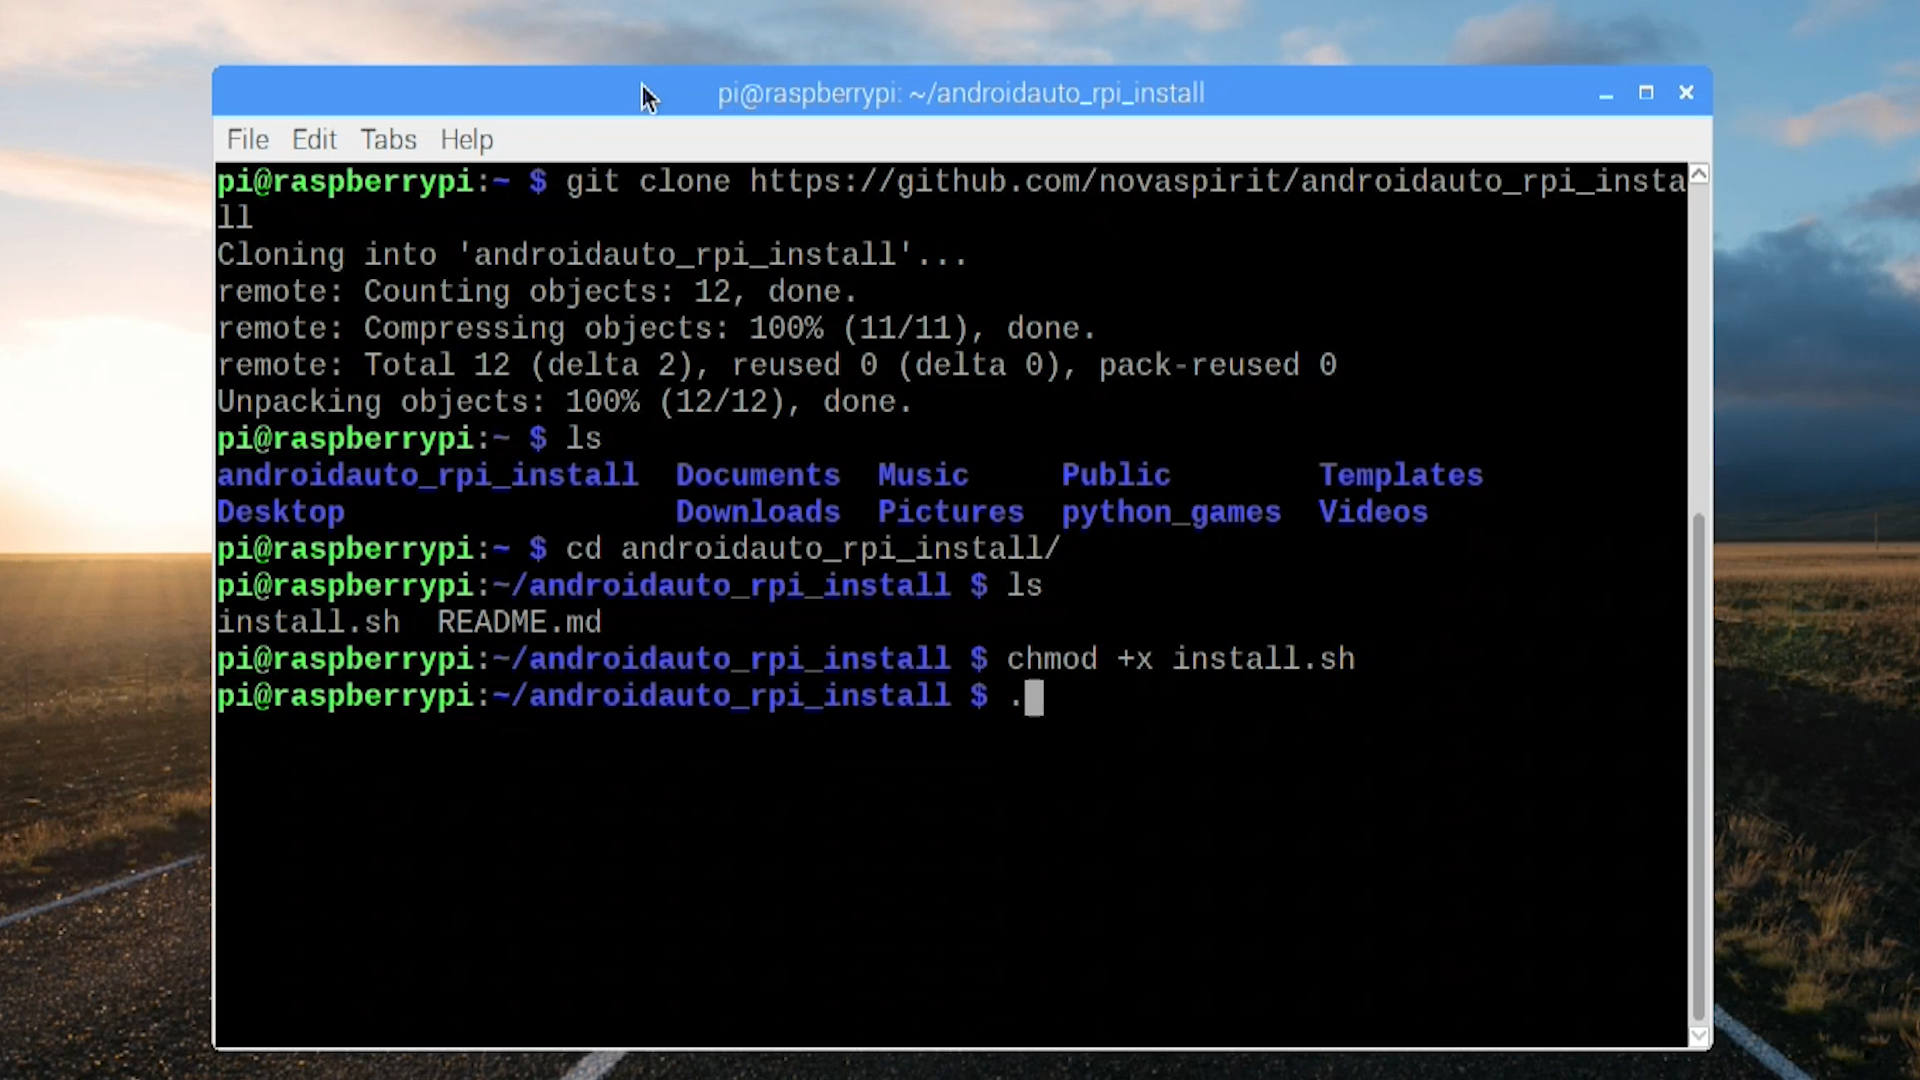 pi@raspberrypi: ~/androidauto_rpi_install
File Edit Tabs Help
pi@raspberrypi:~ $ git clone https://github.com/novaspirit/androidauto_rpi_insta
ll
Cloning into 'androidauto_rpi_install'...
remote: Counting objects: 12, done.
remote: Compressing objects: 100% (11/11), done.
remote: Total 12 (delta 2), reused 0 (delta 0), pack-reused 0
Unpacking objects: 100% (12/12), done.
pi@raspberrypi:~ $ ls
androidauto_rpi_install Documents Music Public Templates
Desktop Downloads Pictures python_games Videos
pi@raspberrypi:~ $ cd androidauto_rpi_install/
pi@raspberrypi:~/androidauto_rpi_install $ ls
install.sh README.md
pi@raspberrypi:~/androidauto_rpi_install $ chmod +x install.sh
pi@raspberrypi:~/androidauto_rpi_install $ .